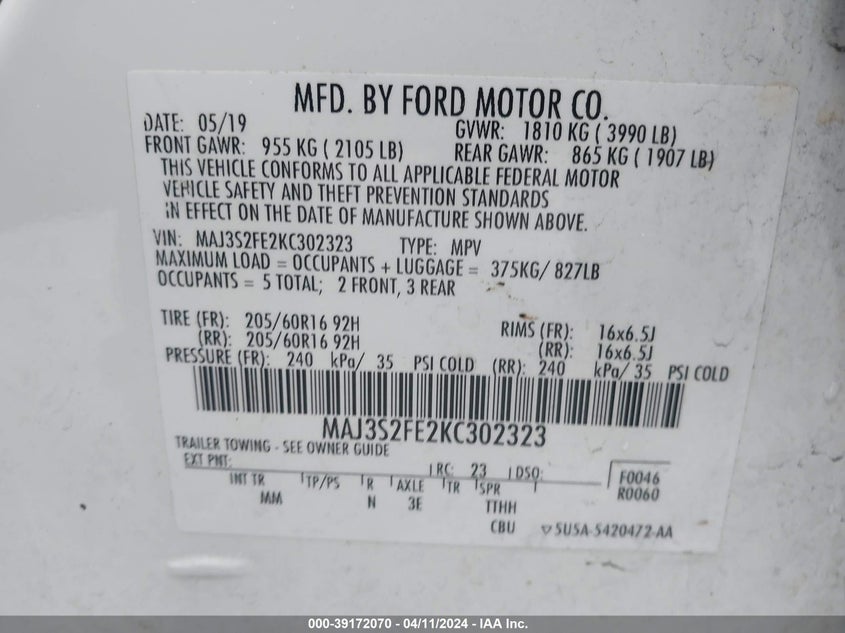 MFD. BY FORD MOTOR CO.
DATE: 05/19 GVWR: 1810 KG ( 3990 LB)
FRONT GAWR: 955 KG ( 2105 LB) REAR GAWR: 865 KG ( 1907 LB)
THIS VEHICLE CONFORMS TO ALL APPLICABLE FEDERAL MOTOR
VEHICLE SAFETY AND THEFT PREVENTION STANDARDS
IN EFFECT ON THE DATE OF MANUFACTURE SHOWN ABOVE.
VIN: MAJ3S2FE2KC302323 TYPE: MPV
MAXIMUM LOAD = OCCUPANTS + LUGGAGE = 375KG/ 827LB
OCCUPANTS = 5 TOTAL; 2 FRONT, 3 REAR
TIRE (FR): 205/60R16 92H RIMS (FR): 16x6.5J
(RR): 205/60R16 92H (RR): 16x6.5J
PRESSURE (FR): 240 kPa/ 35 PSI COLD (RR): 240 kPa/ 35 PSI COLD
MAJ3S2FE2KC302323
TRAILER TOWING - SEE OWNER GUIDE
EXT PNT: RC: 23 DSO: F0046
INT TR TP/PS R AXLE TR SPR R0060
MM N 3E TTHH
CBU 5U5A-5420472-AA
000-39172070 - 04/11/2024 - IAA Inc.